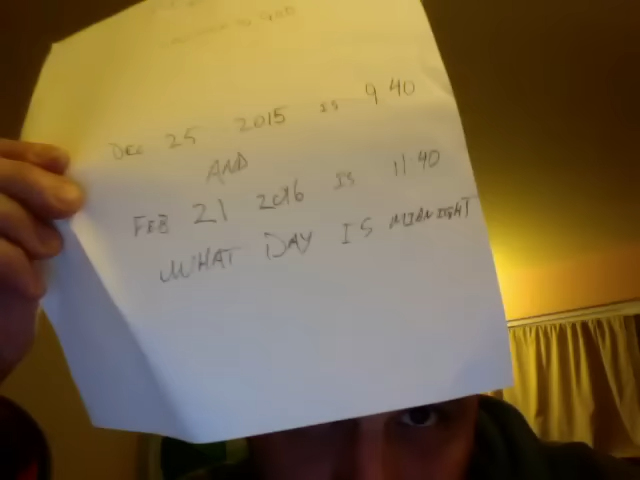 DEC 25 2015 IS 9 40
AND
FEB 21 2016 IS 11 40
WHAT DAY IS MIDNIGHT